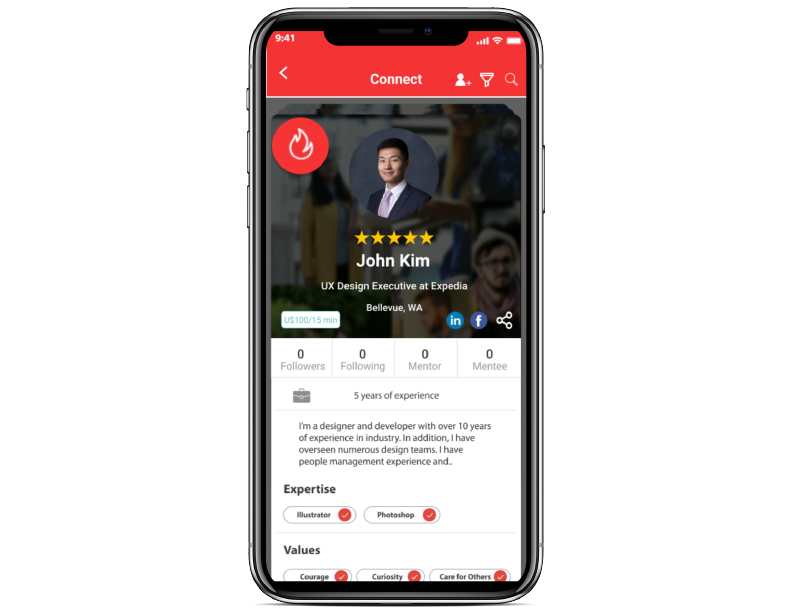 9:41
Connect
John Kim
UX Design Executive at Expedia
Bellevue, WA
U$100/15 min
in f
0 0 0 0
Followers Following Mentor Mentee
5 years of experience
I'm a designer and developer with over 10 years
of experience in industry. In addition, I have
overseen numerous design teams. I have
people management experience and..
Expertise
Illustrator Photoshop
Values
Courage Curiosity Care for Others